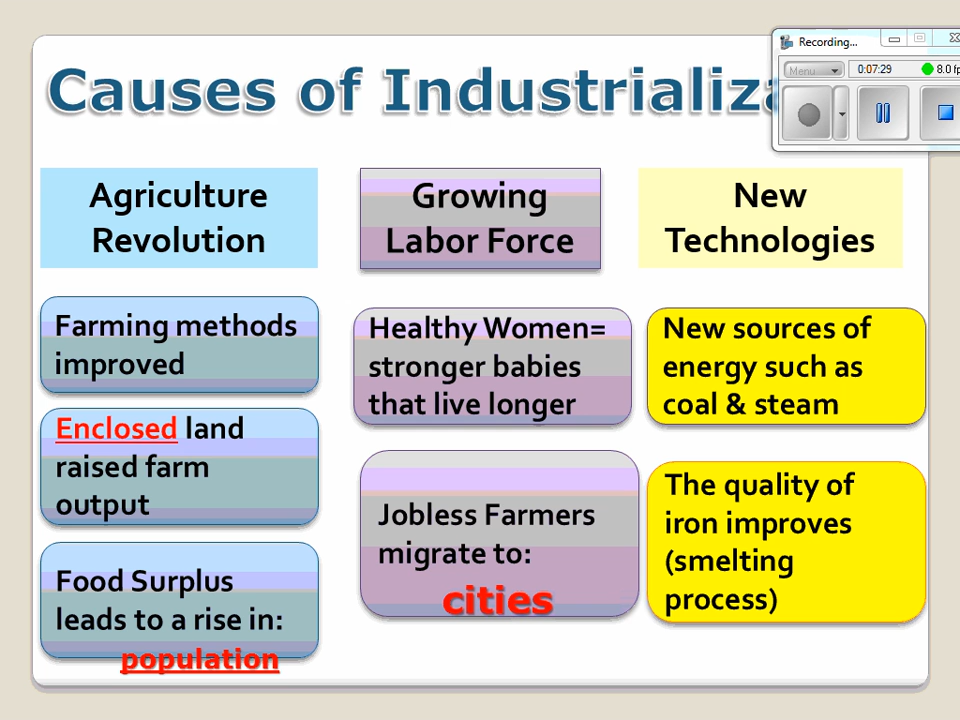 Causes of Industrializa
Recording...
Menu
0:07:29
8.0 fp
Agriculture
Revolution
Growing
Labor Force
New
Technologies
Farming methods
improved
Enclosed land
raised farm
output
Food Surplus
leads to a rise in:
population
Healthy Women=
stronger babies
that live longer
Jobless Farmers
migrate to:
cities
New sources of
energy such as
coal & steam
The quality of
iron improves
(smelting
process)